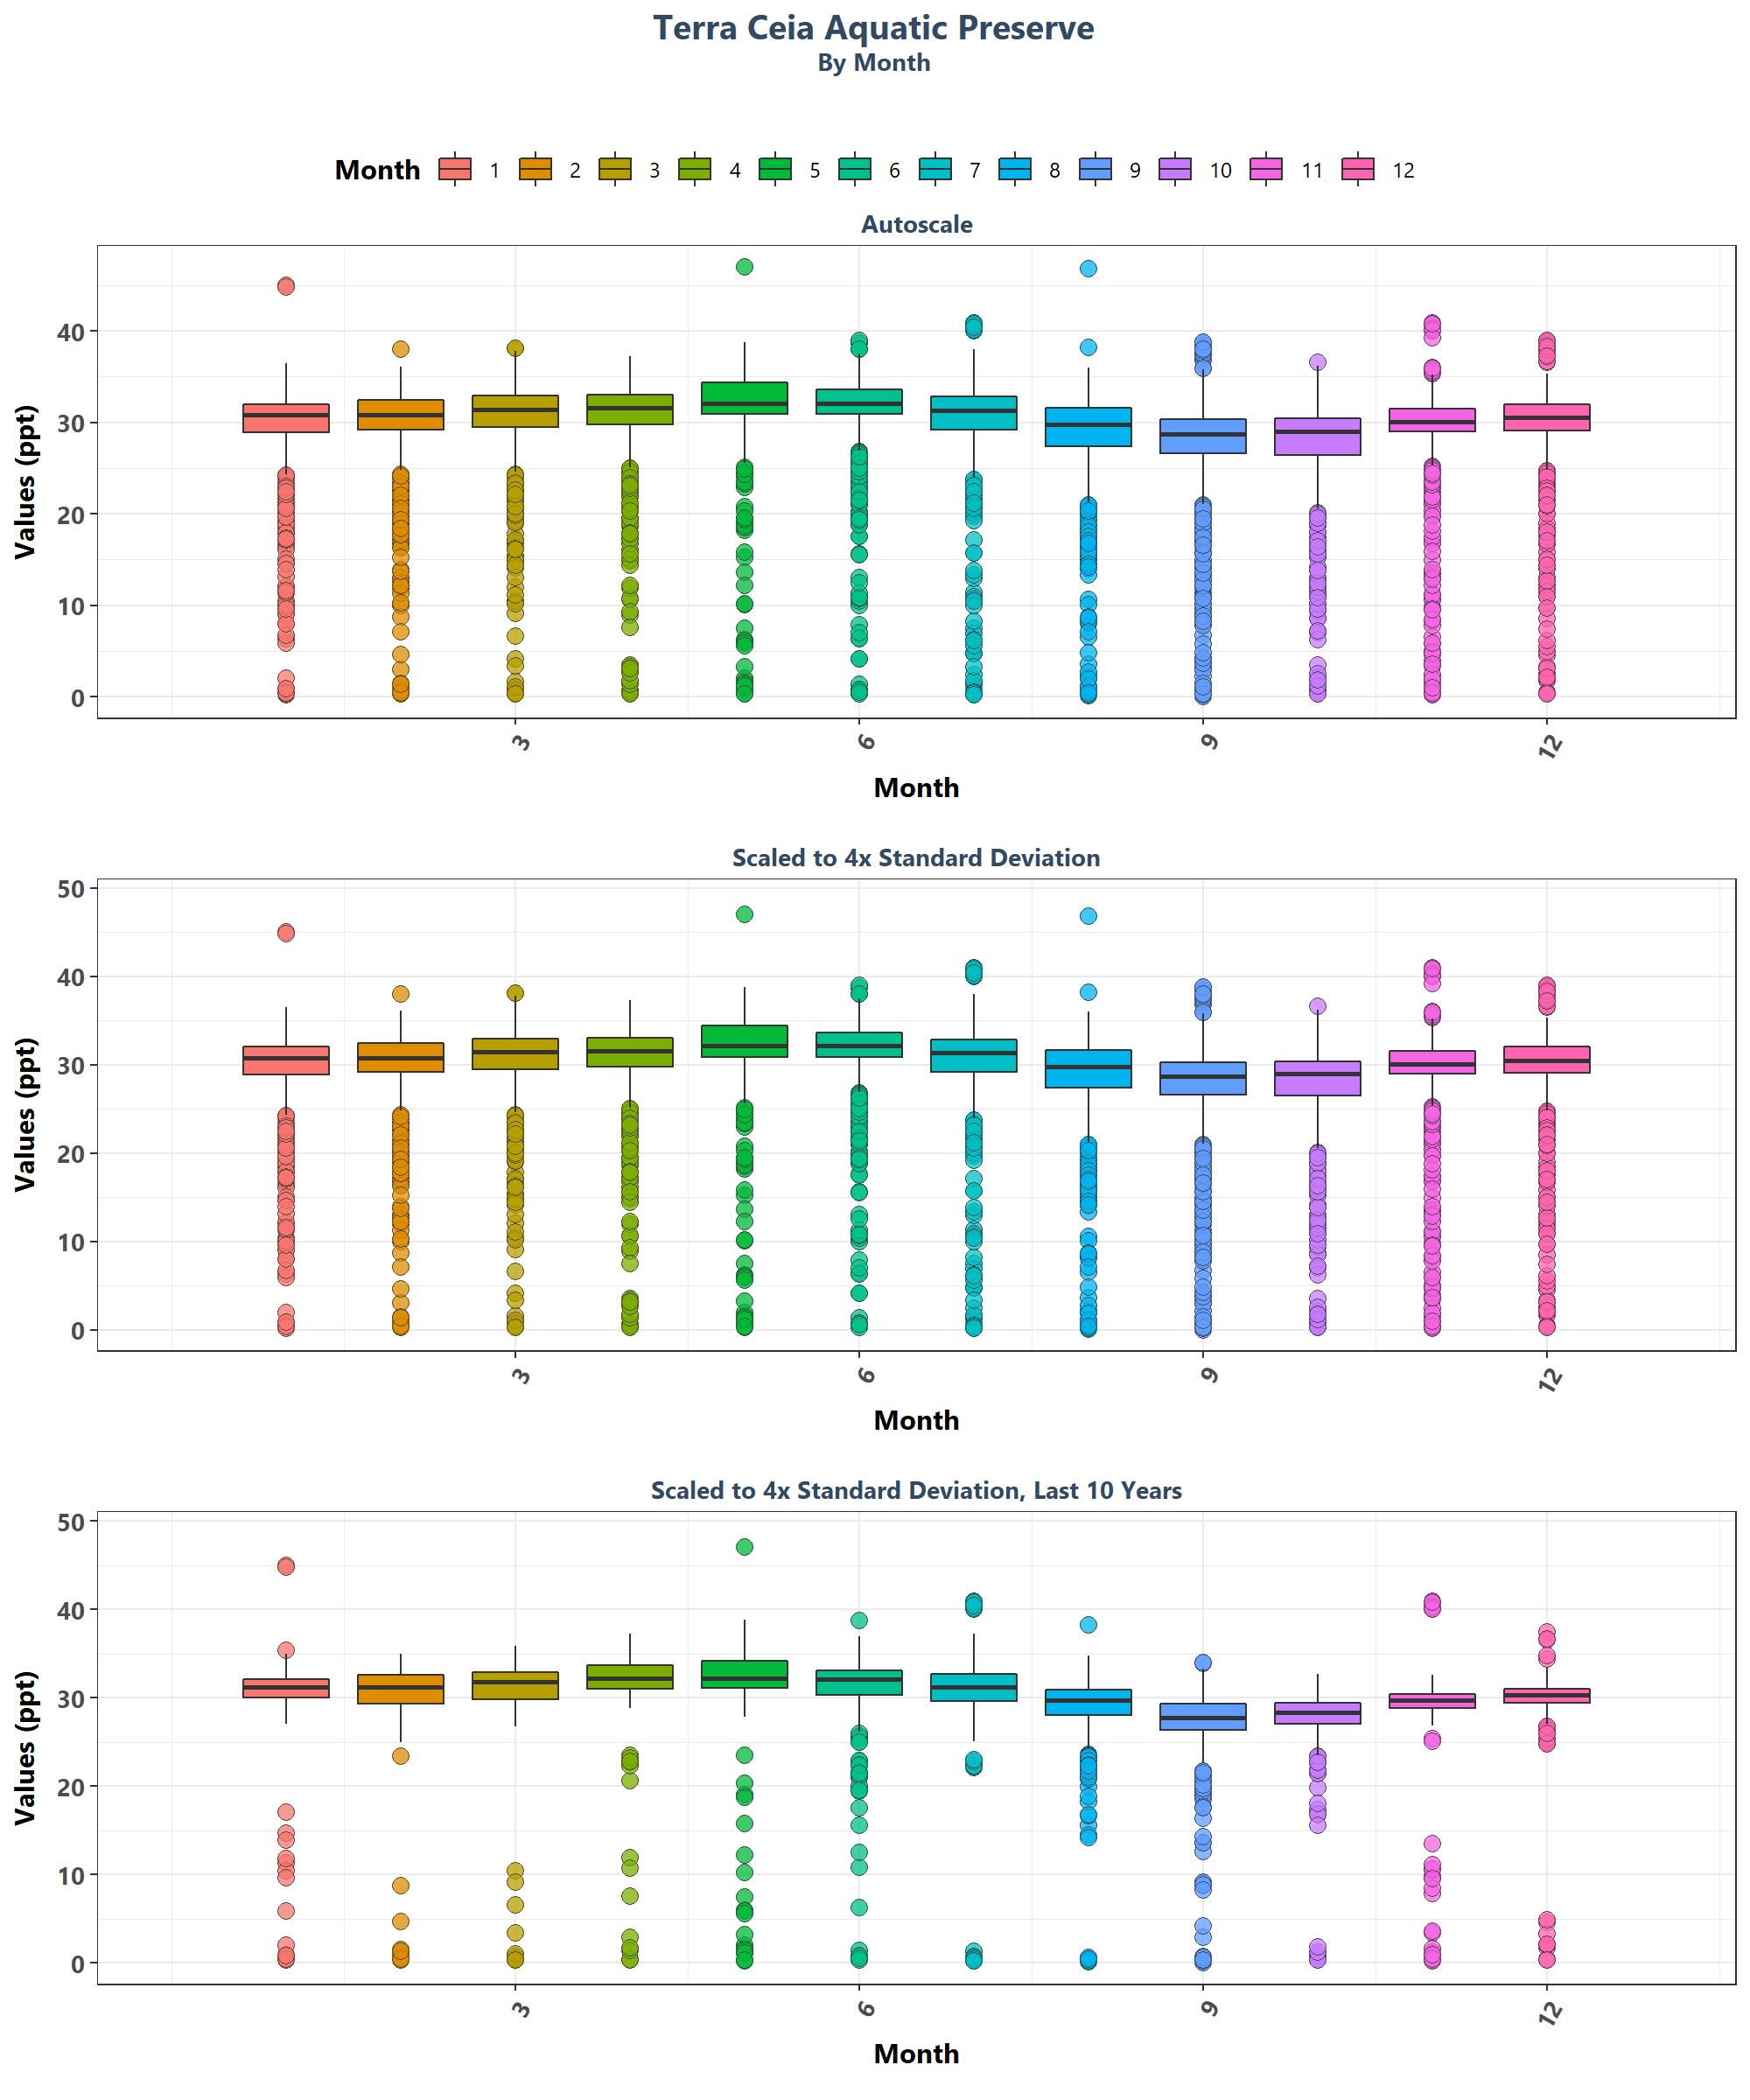 Terra Ceia Aquatic Preserve
By Month
Month 1 2 3 4 5 6 7 8 9 10 11 12
Autoscale
Values (ppt)
40
30
20
10
0
3 6 9 12
Month
Scaled to 4x Standard Deviation
Values (ppt)
50
40
30
20
10
0
3 6 9 12
Month
Scaled to 4x Standard Deviation, Last 10 Years
Values (ppt)
50
40
30
20
10
0
3 6 9 12
Month